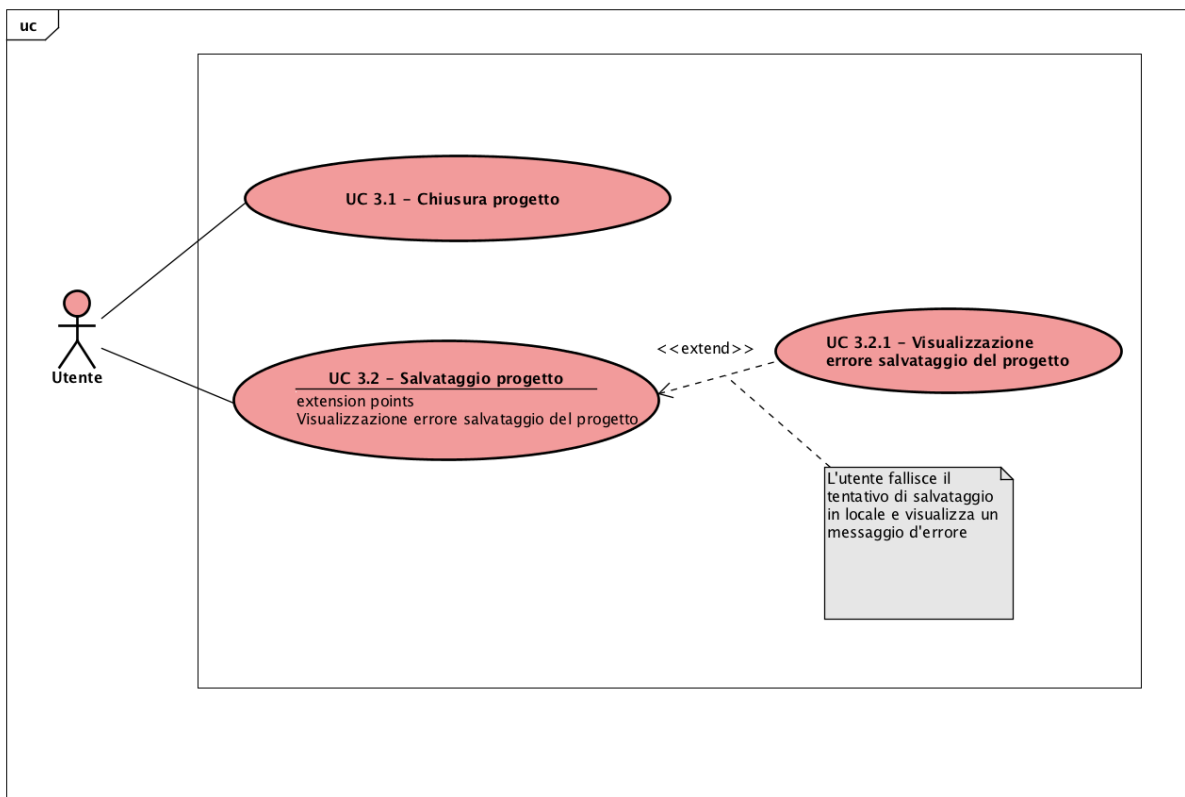 uc
UC 3.1 – Chiusura progetto
Utente
UC 3.2 – Salvataggio progetto
extension points
Visualizzazione errore salvataggio del progetto
<<extend>>
UC 3.2.1 – Visualizzazione
errore salvataggio del progetto
L'utente fallisce il
tentativo di salvataggio
in locale e visualizza un
messaggio d'errore